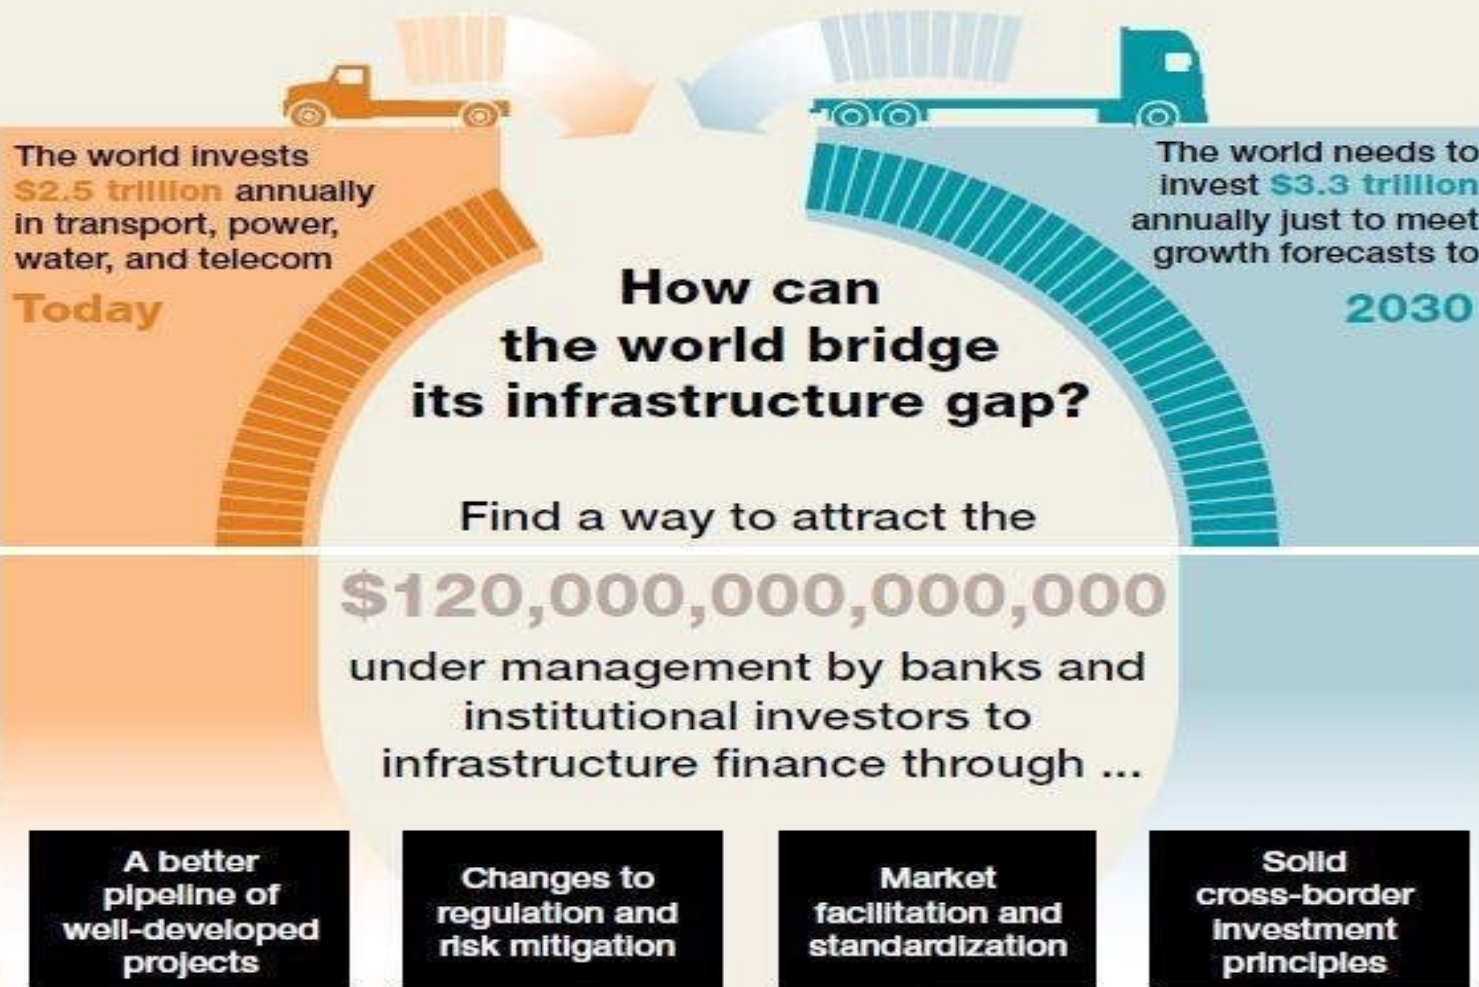 The world invests
$2.5 trillion annually
in transport, power,
water, and telecom
Today
The world needs to
invest $3.3 trillion
annually just to meet
growth forecasts to
2030
How can
the world bridge
its infrastructure gap?
Find a way to attract the
$120,000,000,000,000
under management by banks and
institutional investors to
infrastructure finance through ...
A better
pipeline of
well-developed
projects
Changes to
regulation and
risk mitigation
Market
facilitation and
standardization
Solid
cross-border
investment
principles